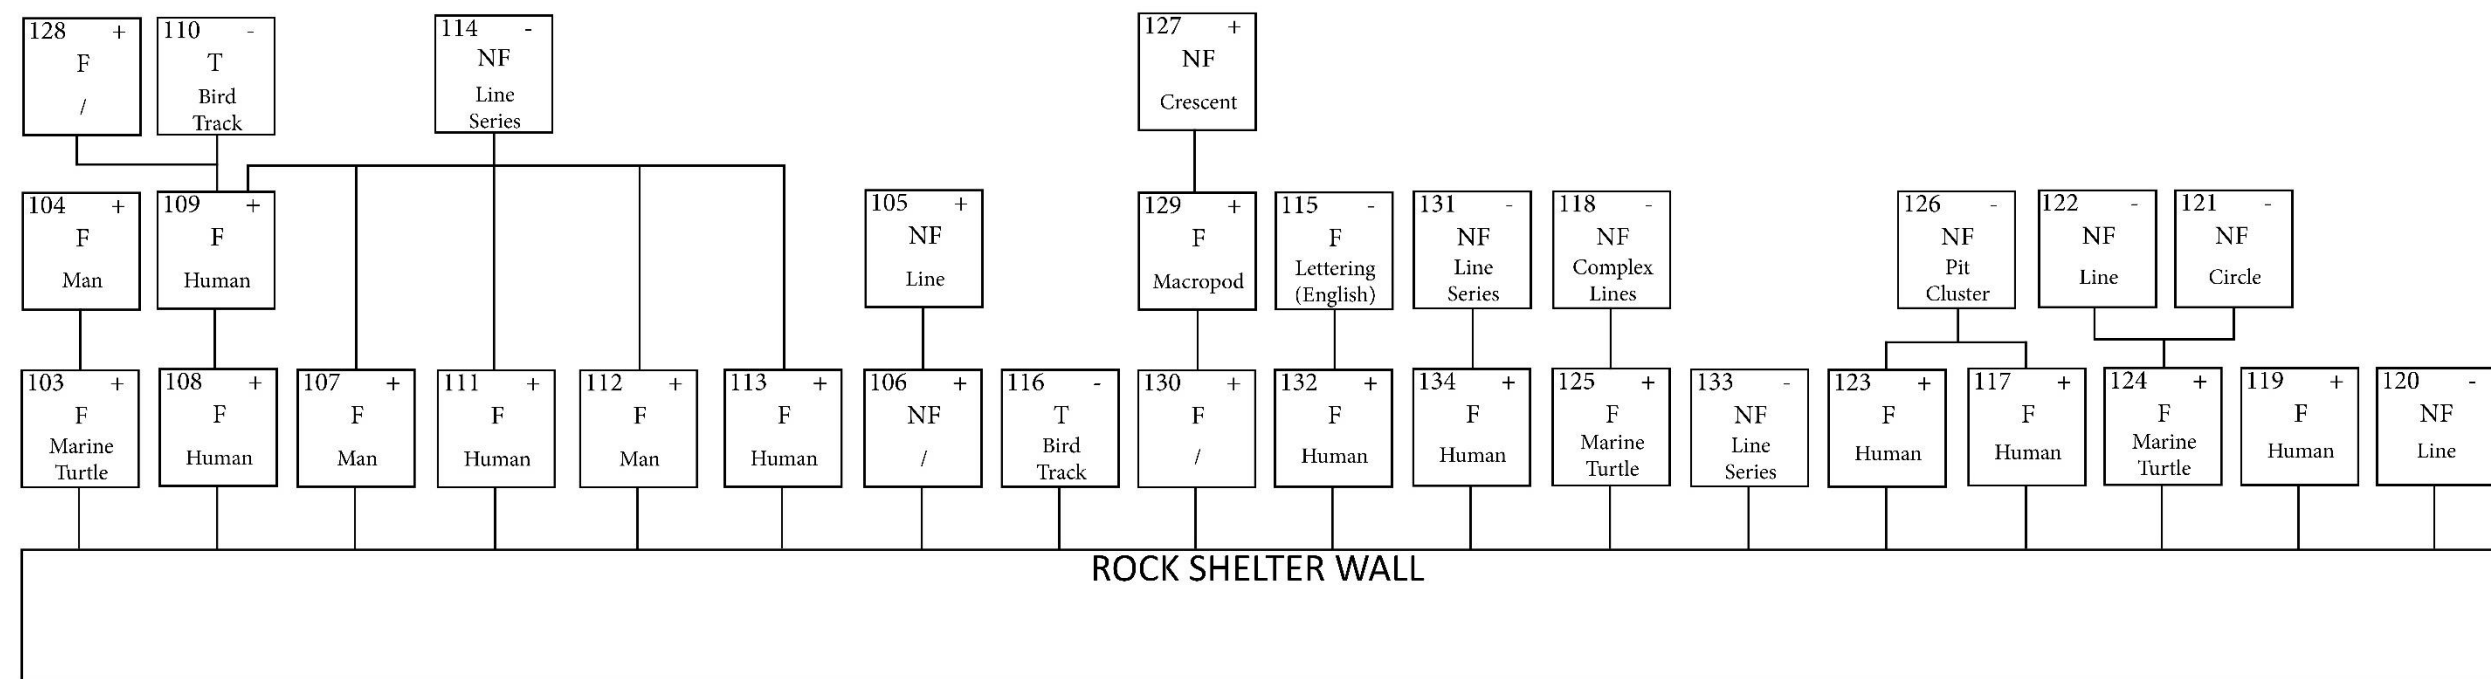 128 +
F
/
110 -
T
Bird
Track
114 -
NF
Line
Series
127 +
NF
Crescent
104 +
F
Man
109 +
F
Human
105 +
NF
Line
129 +
F
Macropod
115 -
F
Lettering
(English)
131 -
NF
Line
Series
118 -
NF
Complex
Lines
126 -
NF
Pit
Cluster
122 -
NF
Line
121 -
NF
Circle
103 +
F
Marine
Turtle
108 +
F
Human
107 +
F
Man
111 +
F
Human
112 +
F
Man
113 +
F
Human
106 +
NF
/
116 -
T
Bird
Track
130 +
F
/
132 +
F
Human
134 +
F
Human
125 +
F
Marine
Turtle
133 -
NF
Line
Series
123 +
F
Human
117 +
F
Human
124 +
F
Marine
Turtle
119 +
F
Human
120 -
NF
Line
ROCK SHELTER WALL